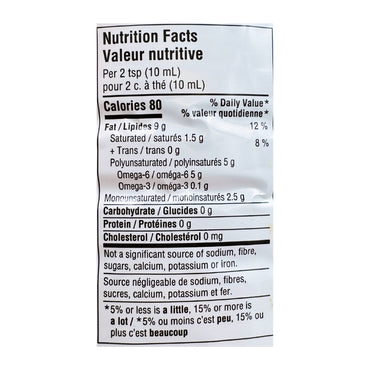 Nutrition Facts
Valeur nutritive
Per 2 tsp (10 mL)
pour 2 c. à thé (10 mL)
Calories 80 % Daily Value*
% valeur quotidienne*
Fat / Lipides 9 g 12 %
Saturated / saturés 1.5 g 8 %
+ Trans / trans 0 g
Polyunsaturated / polyinsaturés 5 g
Omega-6 / oméga-6 5 g
Omega-3 / oméga-3 0.1 g
Monounsaturated / monoinsaturés 2.5 g
Carbohydrate / Glucides 0 g
Protein / Protéines 0 g
Cholesterol / Cholestérol 0 mg
Not a significant source of sodium, fibre,
sugars, calcium, potassium or iron.
Source négligeable de sodium, fibres,
sucres, calcium, potassium et fer.
*5% or less is a little, 15% or more is
a lot / *5% ou moins c'est peu, 15% ou
plus c'est beaucoup